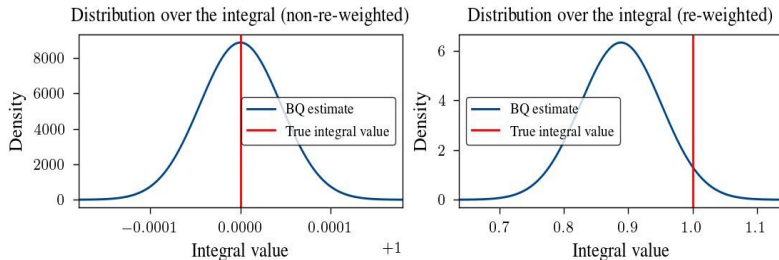 Distribution over the integral (non-re-weighted)
8000
6000
4000
2000
0
Density
BQ estimate
True integral value
−0.0001
0.0000
0.0001
+1
Integral value
Distribution over the integral (re-weighted)
6
4
2
0
Density
BQ estimate
True integral value
0.7
0.8
0.9
1.0
1.1
Integral value